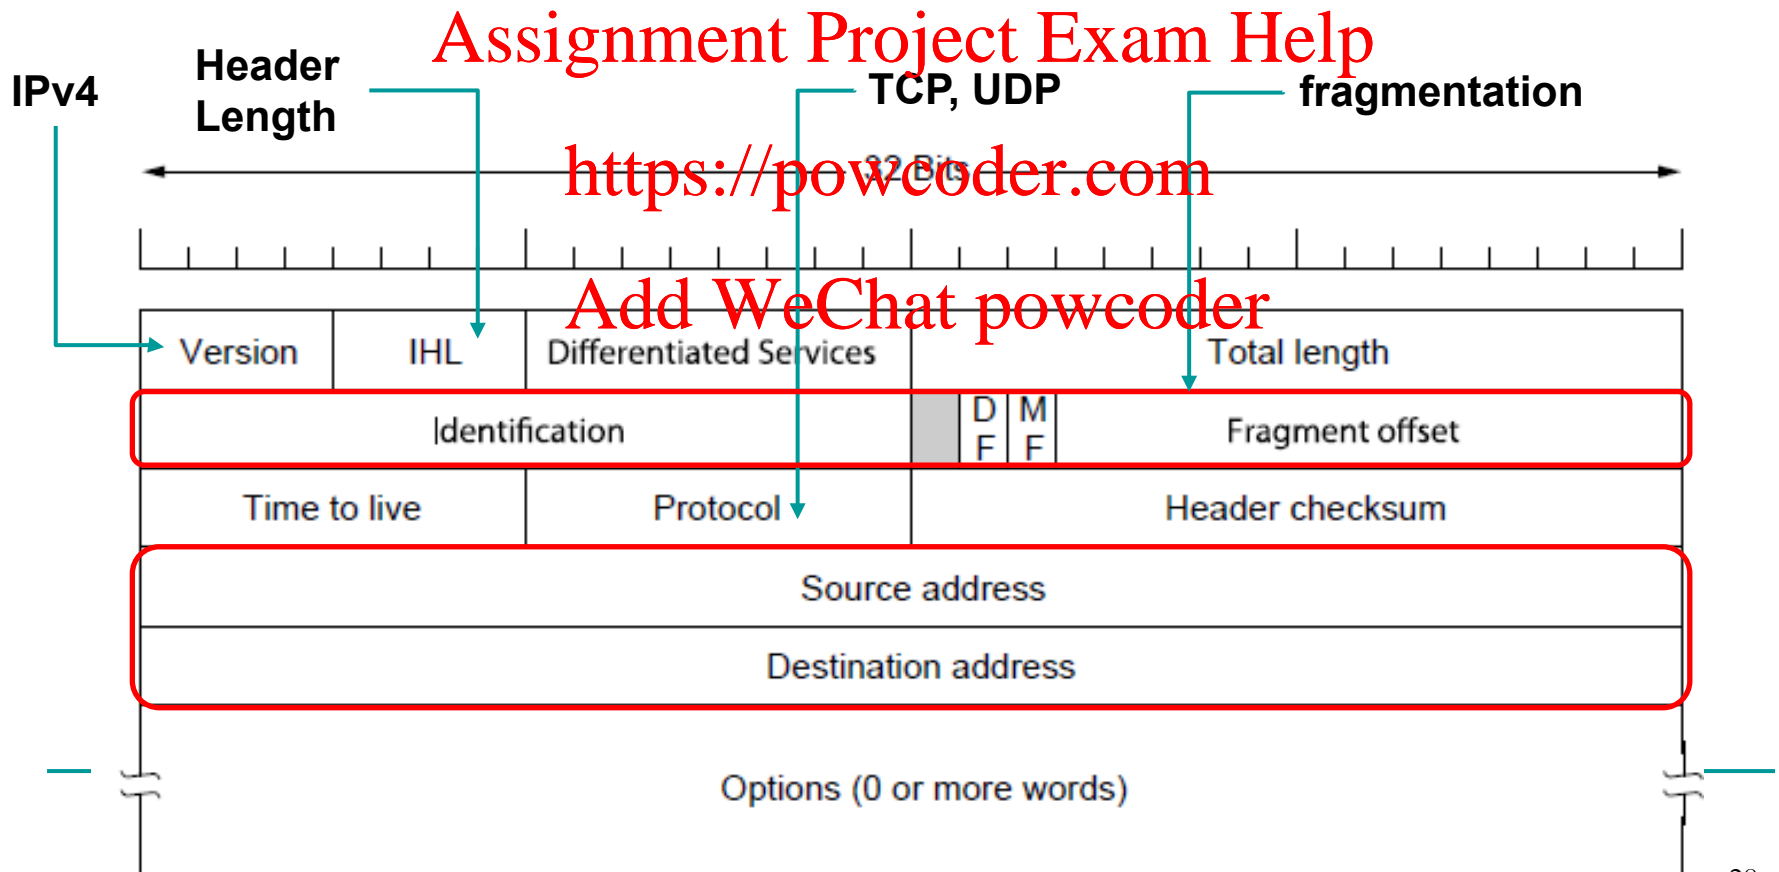 Assignment Project Exam Help
IPv4
Header
Length
TCP, UDP
fragmentation
https://powcoder.com
32 Bits
Add WeChat powcoder
Version IHL Differentiated Services Total length
Identification D F M F Fragment offset
Time to live Protocol Header checksum
Source address
Destination address
Options (0 or more words)